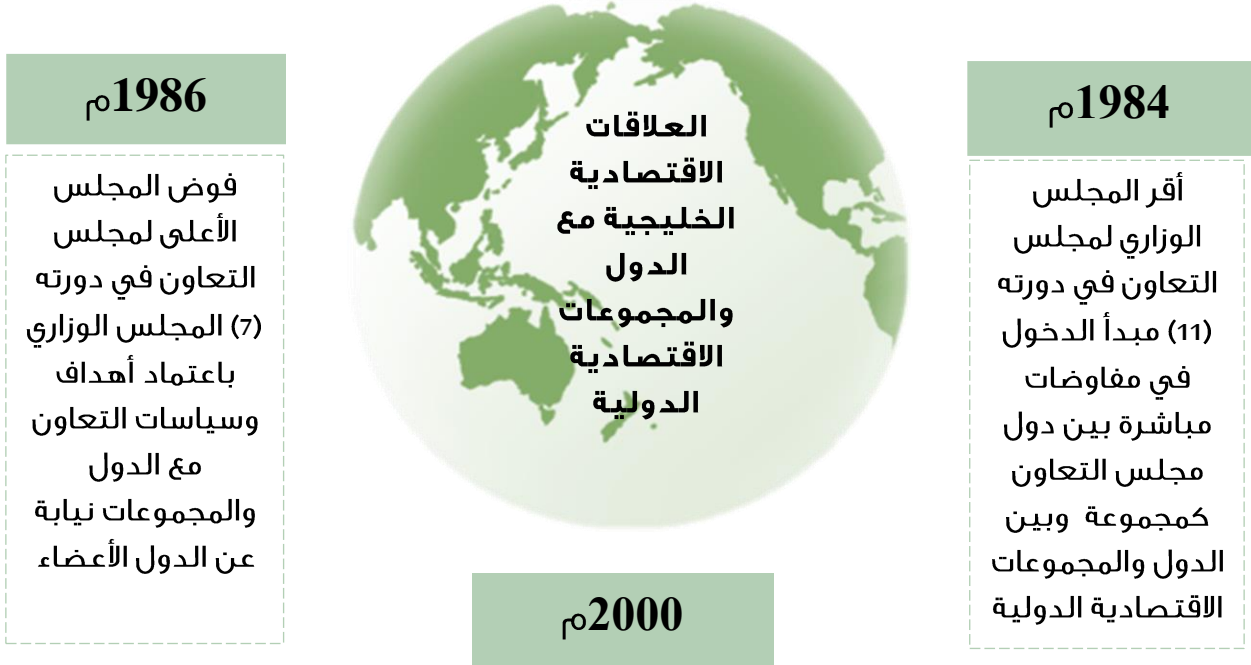 العلاقات
الاقتصادية
الخليجية مع
الدول
والمجموعات
الاقتصادية
الدولية
1984م
أقر المجلس
الوزاري لمجلس
التعاون في دورته
(11) مبدأ الدخول
في مفاوضات
مباشرة بين دول
مجلس التعاون
كمجموعة وبين
الدول والمجموعات
الاقتصادية الدولية
1986م
فوض المجلس
الأعلى لمجلس
التعاون في دورته
(7) المجلس الوزاري
باعتماد أهداف
وسياسات التعاون
مع الدول
والمجموعات نيابة
عن الدول الأعضاء
2000م